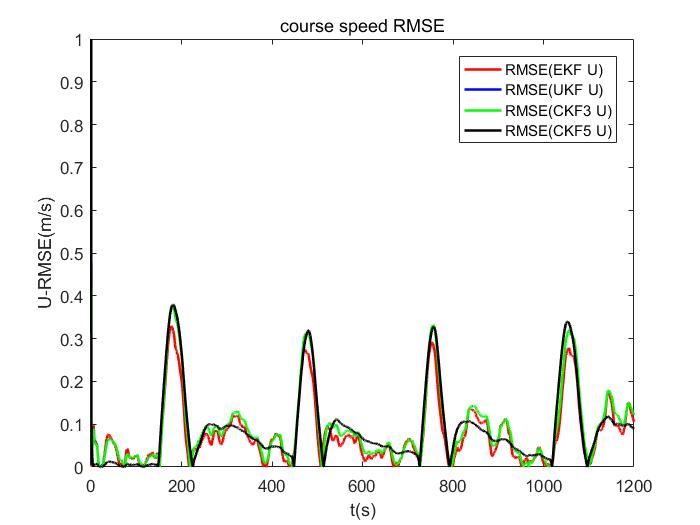 course speed RMSE
1
0.9
0.8
0.7
0.6
0.5
0.4
0.3
0.2
0.1
0
U-RMSE(m/s)
RMSE(EKF U)
RMSE(UKF U)
RMSE(CKF3 U)
RMSE(CKF5 U)
0 200 400 600 800 1000 1200
t(s)